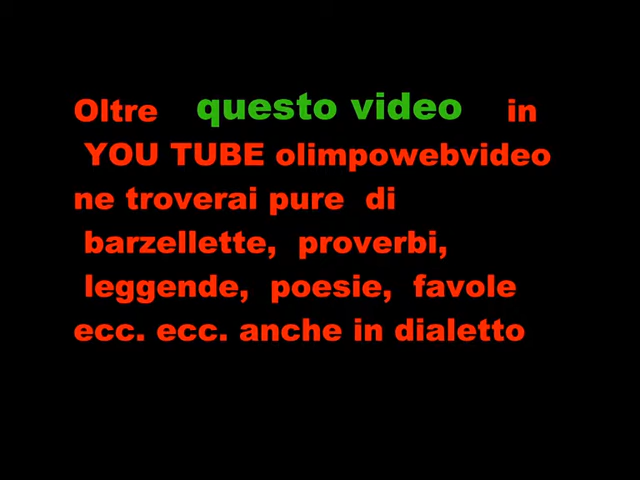 Oltre questo video in
YOU TUBE olimpowebvideo
ne troverai pure di
barzellette, proverbi,
leggende, poesie, favole
ecc. ecc. anche in dialetto